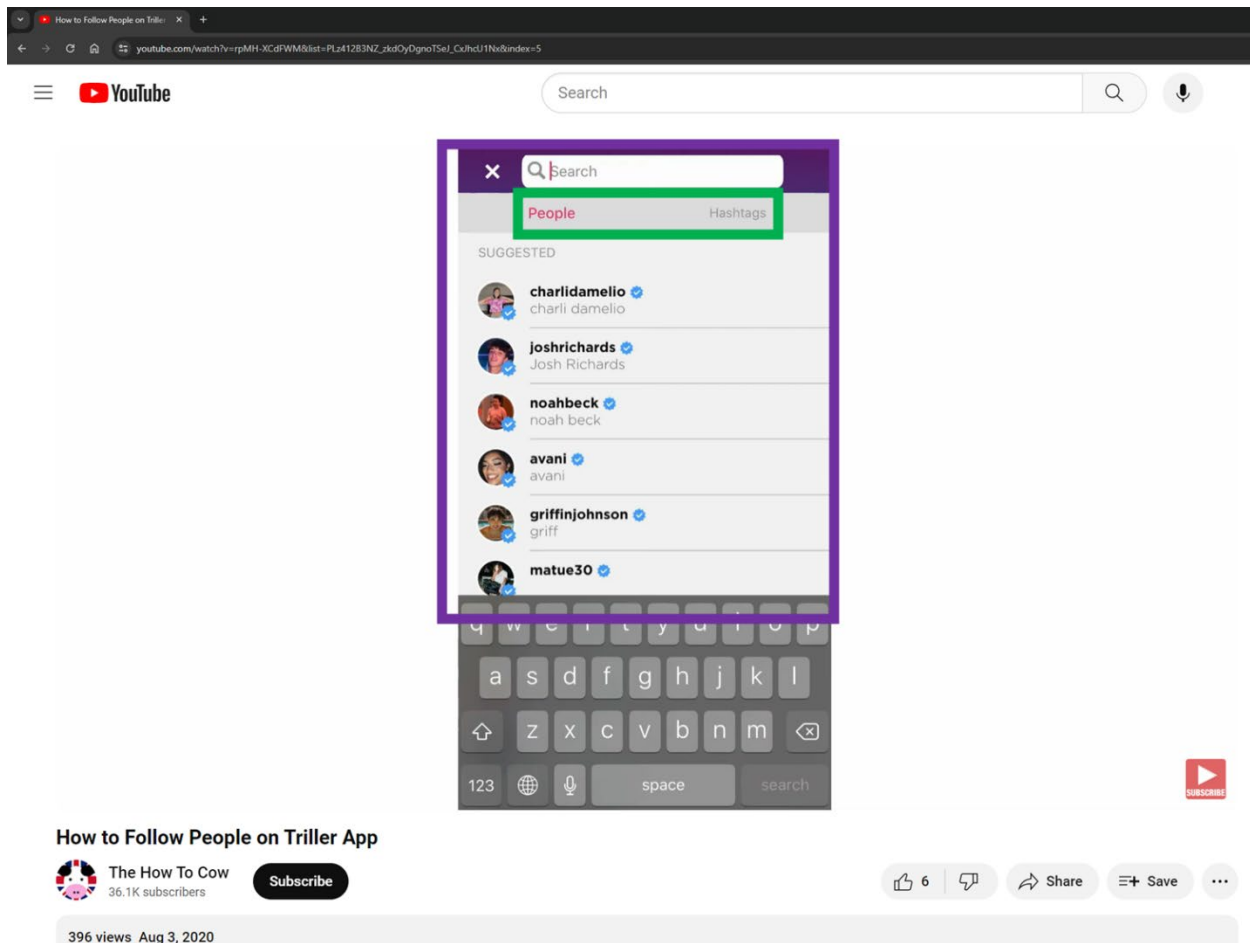 How to Follow People on Triller
youtube.com/watch?v=rpMH-XCdFWM&list=PLz412B3NZ_zkdOyDgnoTSeJ_CxJhcU1Nx&index=5
YouTube
Search
Search
People Hashtags
SUGGESTED
charlidamelio
charli damelio
joshrichards
Josh Richards
noahbeck
noah beck
avani
avani
griffinjohnson
griff
matue30
q w e r t y u i o p
a s d f g h j k l
z x c v b n m
123 space search
SUBSCRIBE
How to Follow People on Triller App
The How To Cow
36.1K subscribers
Subscribe
6 Share Save
396 views Aug 3, 2020